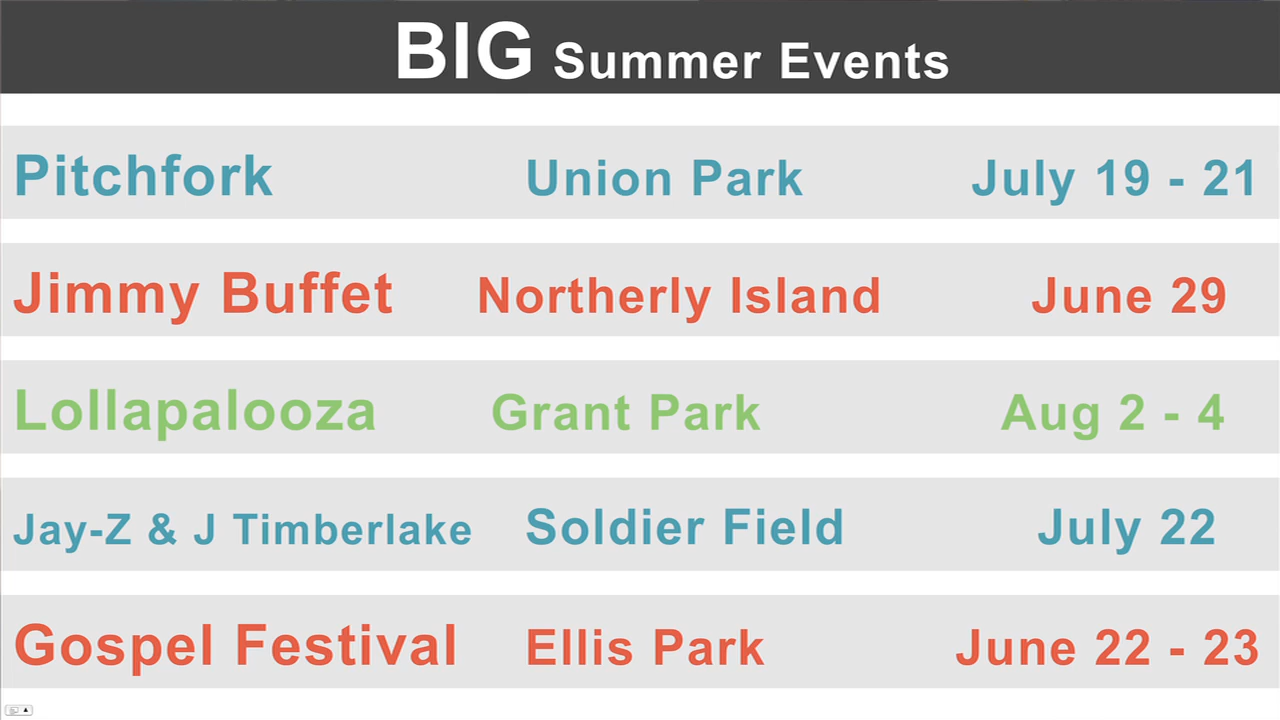 BIG Summer Events
Pitchfork Union Park July 19 - 21
Jimmy Buffet Northerly Island June 29
Lollapalooza Grant Park Aug 2 - 4
Jay-Z & J Timberlake Soldier Field July 22
Gospel Festival Ellis Park June 22 - 23